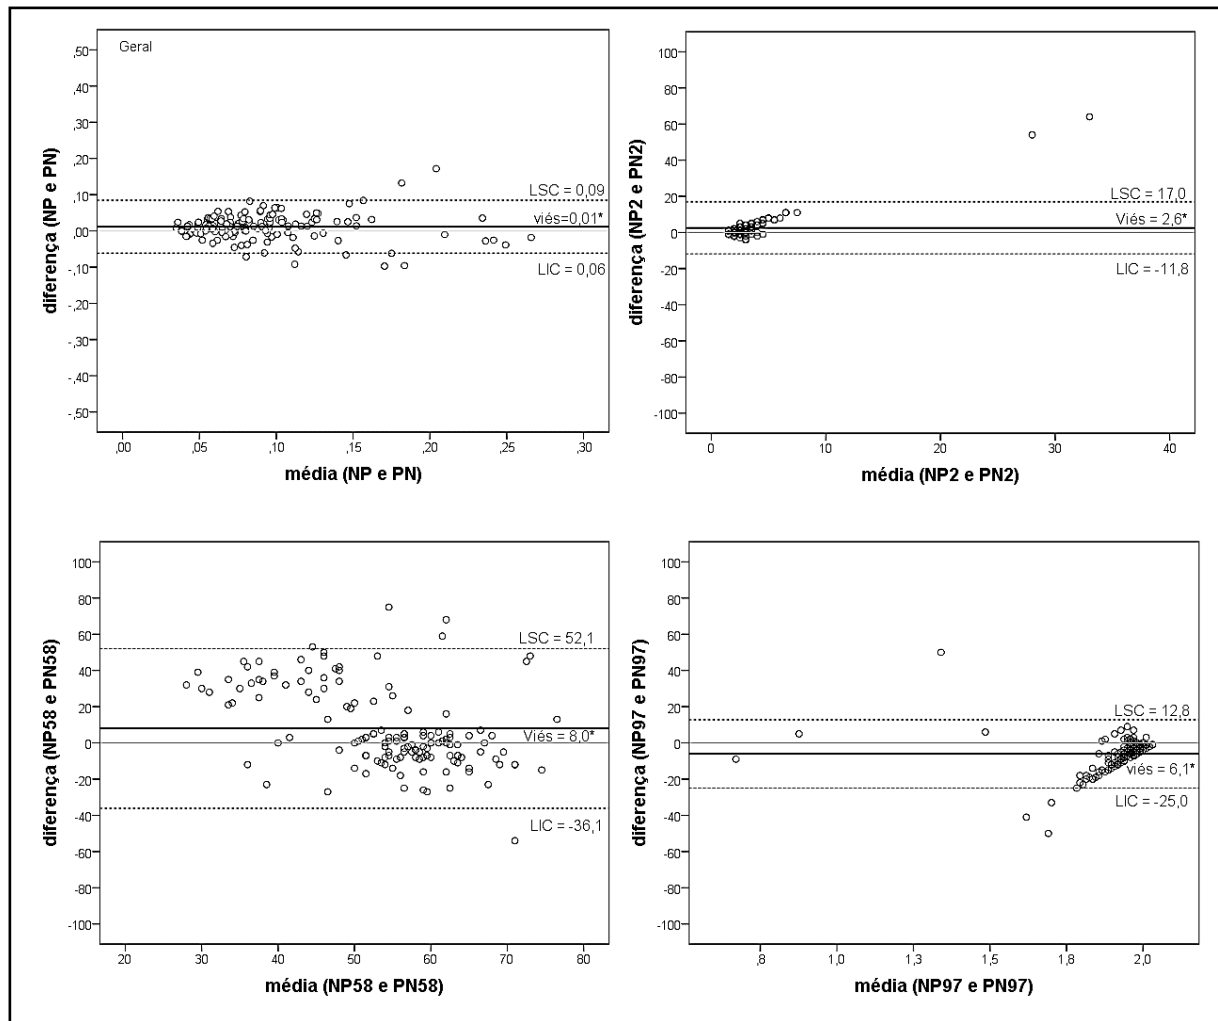 Geral
,50
,40
,30
,20
,10
,00
-,10
-,20
-,30
-,40
-,50
diferença (NP e PN)
LSC = 0,09
viés=0,01*
LIC = 0,06
,00 ,05 ,10 ,15 ,20 ,25 ,30
média (NP e PN)
100
80
60
40
20
0
-20
-40
-60
-80
-100
diferença (NP2 e PN2)
LSC = 17,0
Viés = 2,6*
LIC = -11,8
0 10 20 30 40
média (NP2 e PN2)
100
80
60
40
20
0
-20
-40
-60
-80
-100
diferença (NP58 e PN58)
LSC = 52,1
Viés = 8,0*
LIC = -36,1
20 30 40 50 60 70 80
média (NP58 e PN58)
100
80
60
40
20
0
-20
-40
-60
-80
-100
diferença (NP97 e PN97)
LSC = 12,8
viés = 6,1*
LIC = -25,0
,8 1,0 1,3 1,5 1,8 2,0
média (NP97 e PN97)